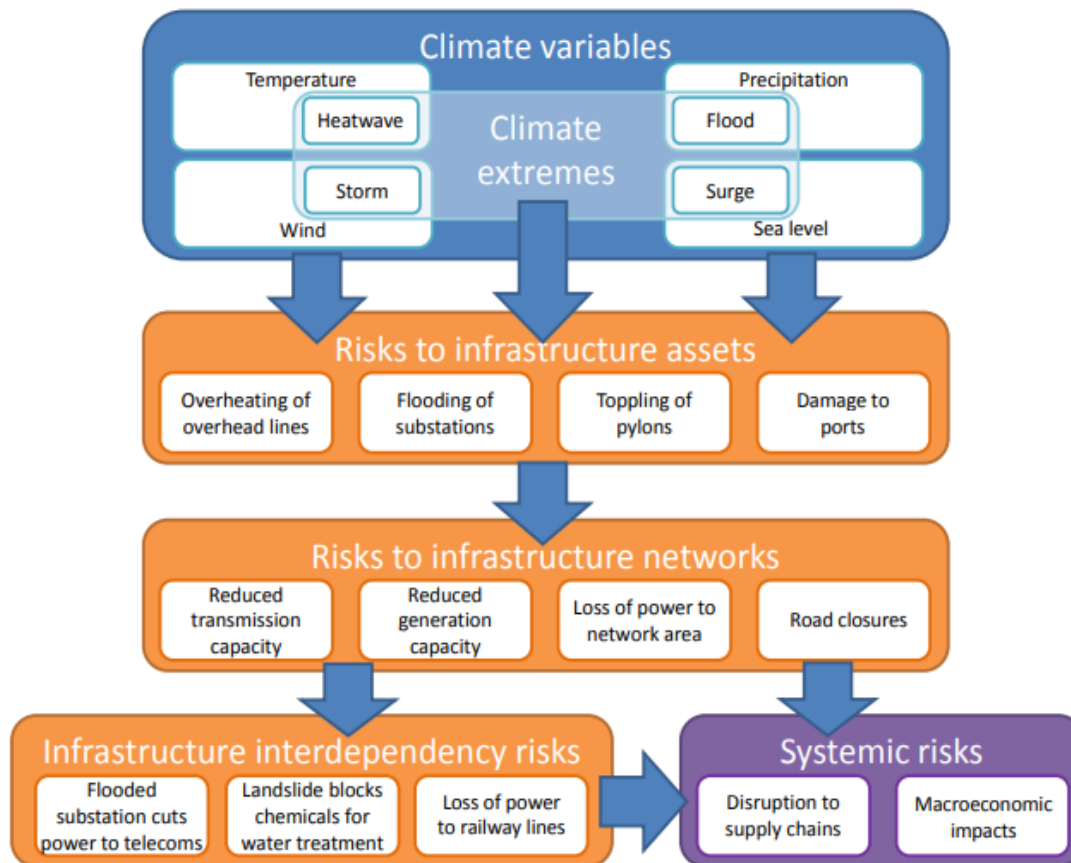 Climate variables
Temperature
Precipitation
Heatwave
Climate
extremes
Flood
Storm
Surge
Wind
Sea level
Risks to infrastructure assets
Overheating of
overhead lines
Flooding of
substations
Toppling of
pylons
Damage to
ports
Risks to infrastructure networks
Reduced
transmission
capacity
Reduced
generation
capacity
Loss of power to
network area
Road closures
Infrastructure interdependency risks
Flooded
substation cuts
power to telecoms
Landslide blocks
chemicals for
water treatment
Loss of power
to railway lines
Systemic risks
Disruption to
supply chains
Macroeconomic
impacts